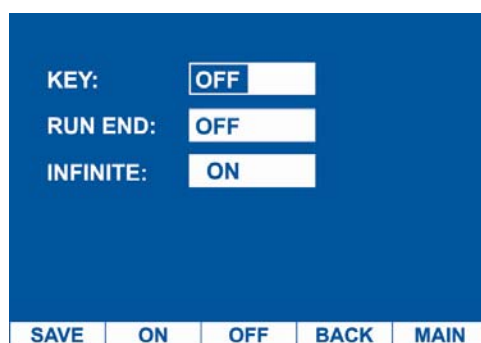 KEY: OFF
RUN END: OFF
INFINITE: ON
SAVE ON OFF BACK MAIN